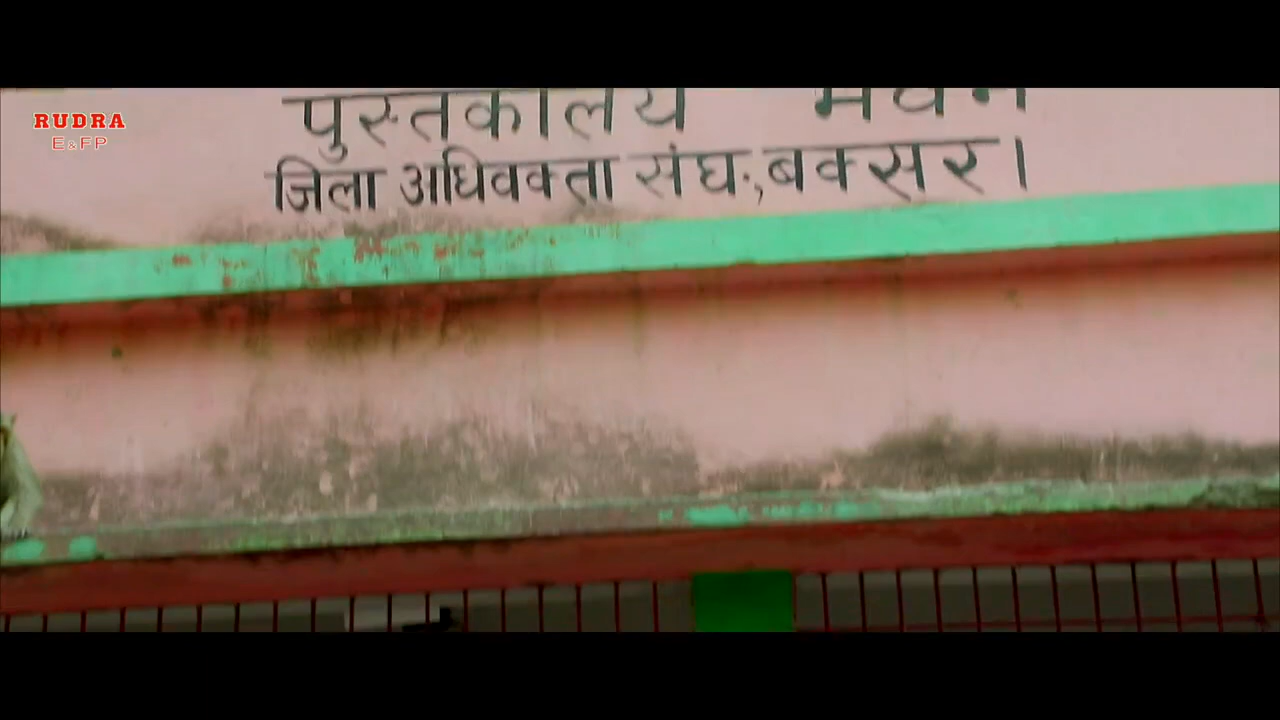 RUDRA
E&FP
पुस्तकालय भवन
जिला अधिवक्ता संघ:,बक्सर।